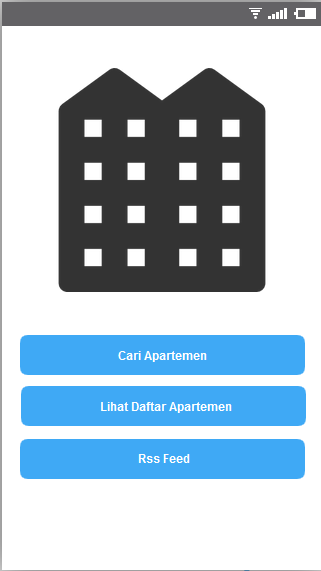 Cari Apartemen
Lihat Daftar Apartemen
Rss Feed